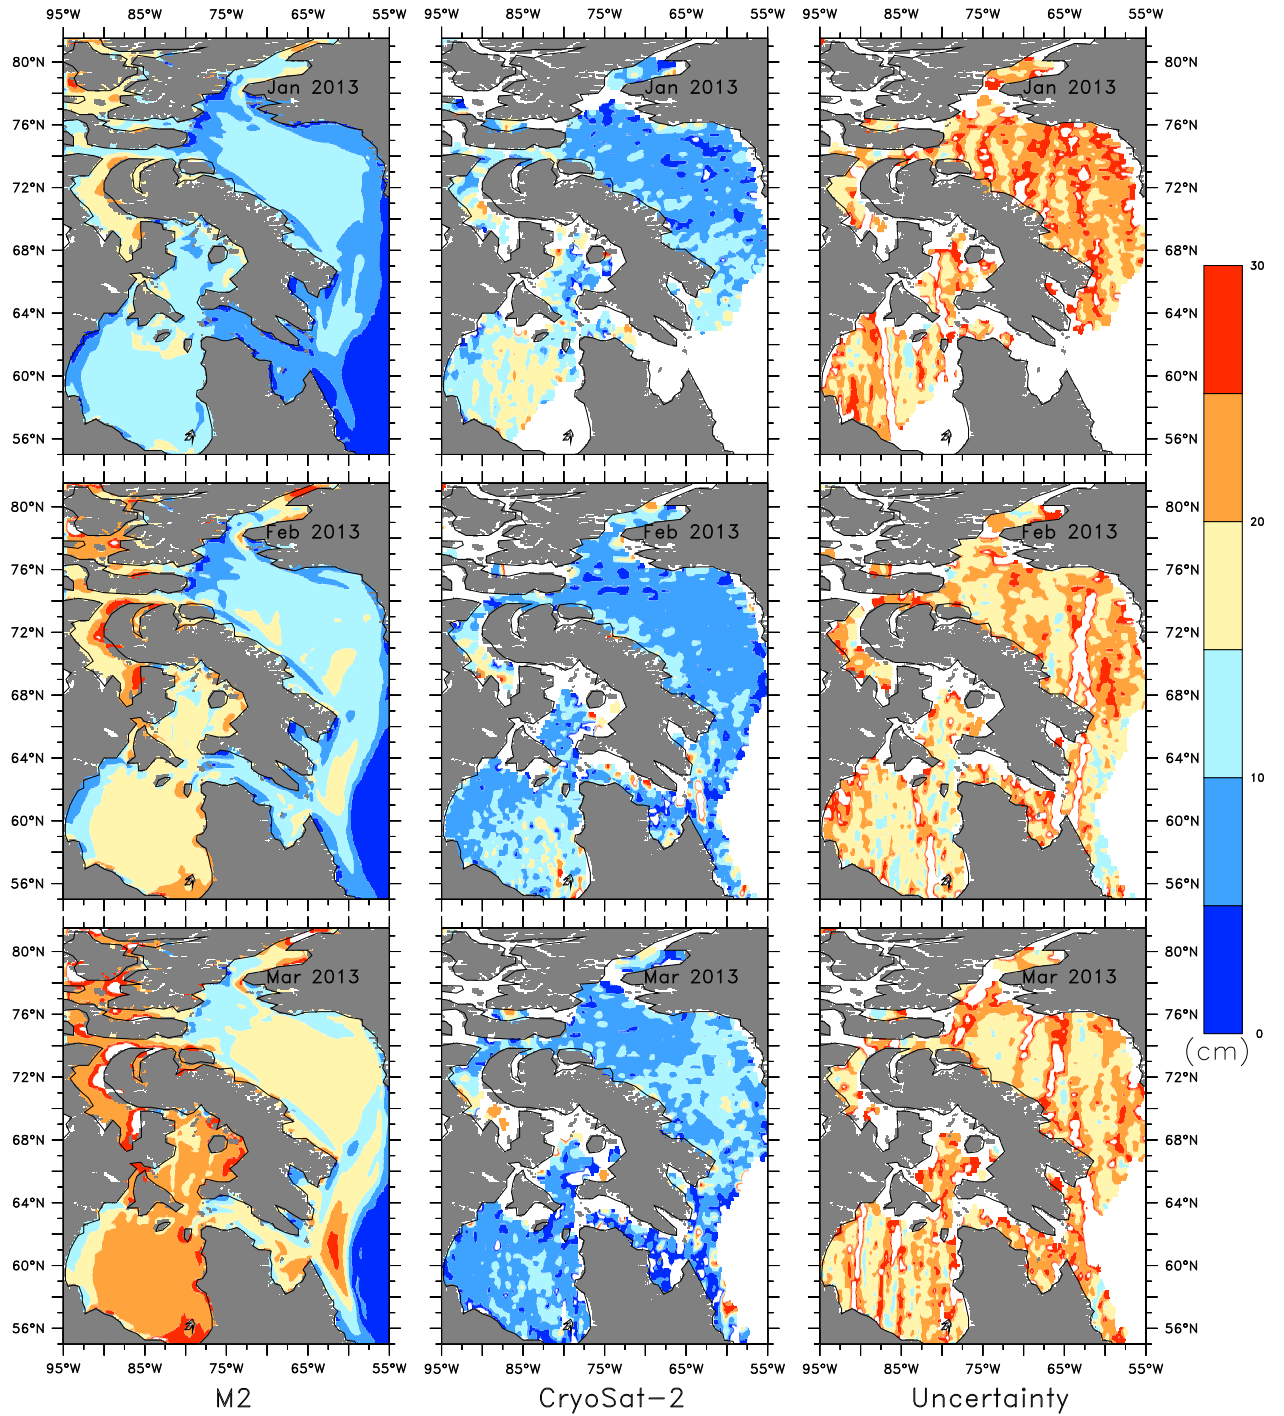 95°W 85°W 75°W 65°W 55°W 95°W 85°W 75°W 65°W 55°W 95°W 85°W 75°W 65°W 55°W
80°N Jan 2013 Jan 2013 Jan 2013 80°N
76°N 76°N
72°N 72°N
68°N 68°N
64°N 64°N
60°N 60°N
56°N 56°N
80°N Feb 2013 Feb 2013 Feb 2013 80°N
76°N 76°N
72°N 72°N
68°N 68°N
64°N 64°N
60°N 60°N
56°N 56°N
80°N Mar 2013 Mar 2013 Mar 2013 80°N
76°N 76°N
72°N 72°N
68°N 68°N
64°N 64°N
60°N 60°N
56°N 56°N
95°W 85°W 75°W 65°W 55°W 95°W 85°W 75°W 65°W 55°W 95°W 85°W 75°W 65°W 55°W
M2 CryoSat-2 Uncertainty
30
20
10
0
(cm)